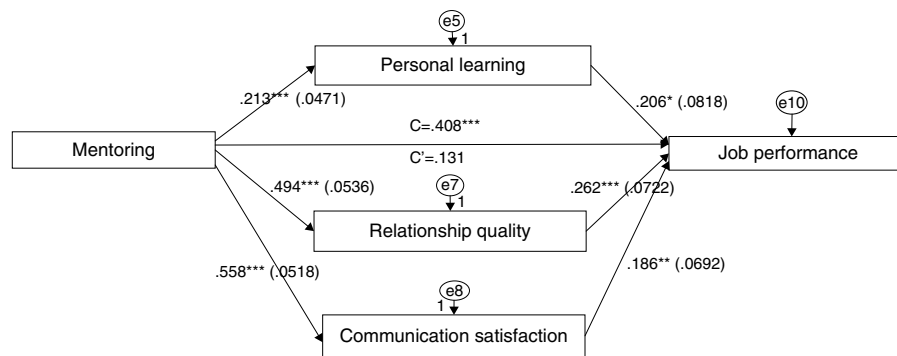 e5
1
Personal learning
.213*** (.0471)
.206* (.0818)
e10
C=.408***
Mentoring
Job performance
C’=.131
.494*** (.0536)
e7
1
.262*** (.0722)
Relationship quality
.558*** (.0518)
.186** (.0692)
e8
1
Communication satisfaction